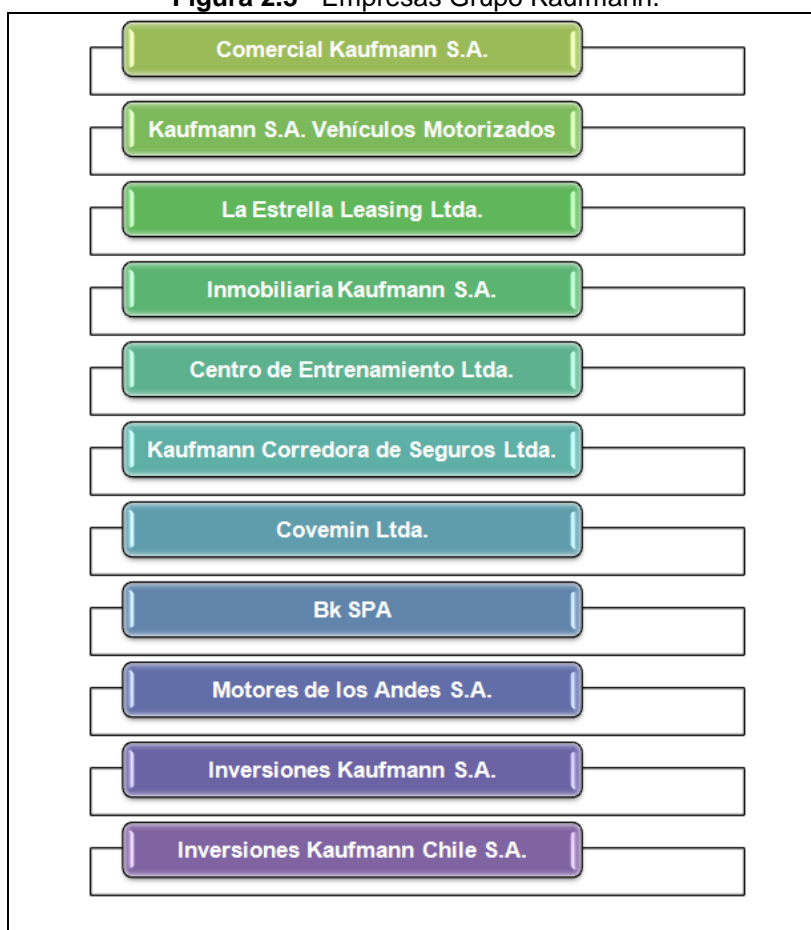 Figura 2.3 Empresas Grupo Kaufmann.
Comercial Kaufmann S.A.
Kaufmann S.A. Vehículos Motorizados
La Estrella Leasing Ltda.
Inmobiliaria Kaufmann S.A.
Centro de Entrenamiento Ltda.
Kaufmann Corredora de Seguros Ltda.
Covemin Ltda.
Bk SPA
Motores de los Andes S.A.
Inversiones Kaufmann S.A.
Inversiones Kaufmann Chile S.A.